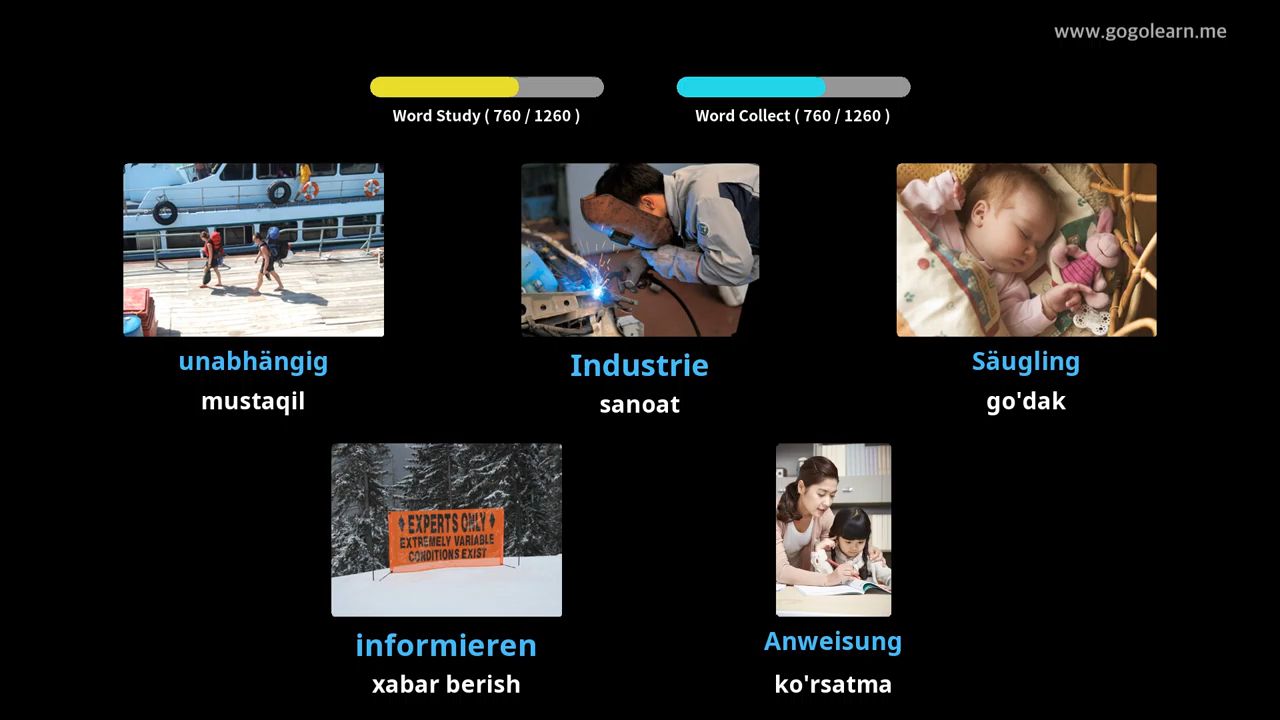 www.gogolearn.me
Word Study ( 760 / 1260 )
Word Collect ( 760 / 1260 )
unabhängig
mustaqil
Industrie
sanoat
Säugling
go'dak
EXPERTS ONLY
EXTREMELY VARIABLE
CONDITIONS EXIST
informieren
xabar berish
Anweisung
ko'rsatma